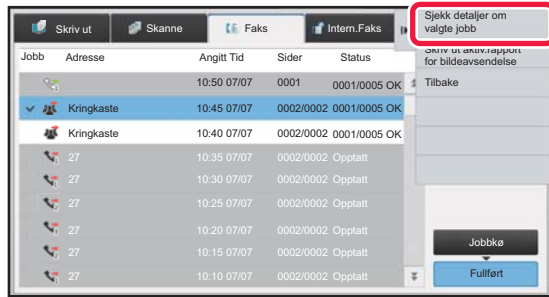 Skriv ut Skanne Faks Intern.Faks
Sjekk detaljer om
valgte jobb
Skriv ut aktiv.rapport
for bildeavsendelse
Tilbake
Jobb Adresse Angitt Tid Sider Status
10:50 07/07 0001 0001/0005 OK
Kringkaste 10:45 07/07 0002/0002 0001/0005 OK
Kringkaste 10:40 07/07 0002/0002 0001/0005 OK
27 10:35 07/07 0002/0002 Opptatt
27 10:30 07/07 0002/0002 Opptatt
27 10:25 07/07 0002/0002 Opptatt
27 10:20 07/07 0002/0002 Opptatt
27 10:15 07/07 0002/0002 Opptatt
27 10:10 07/07 0002/0002 Opptatt
Jobbkø
Fullført